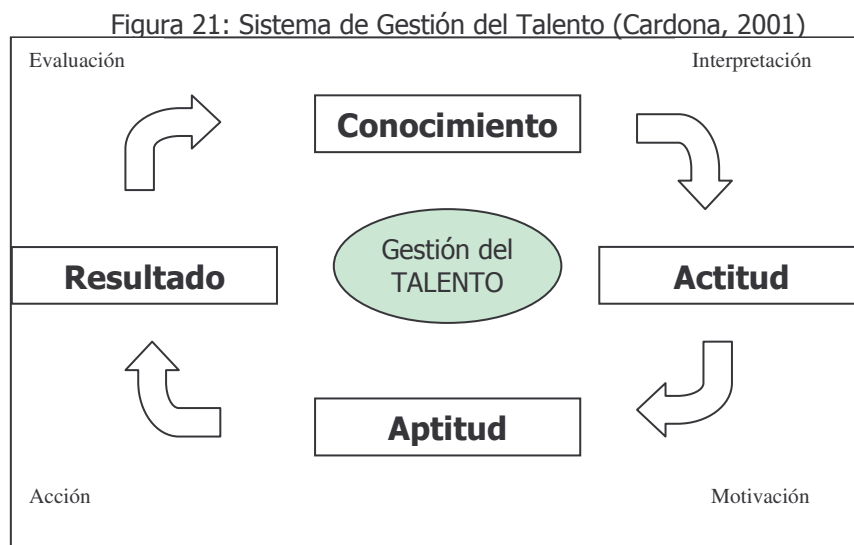 Figura 21: Sistema de Gestión del Talento (Cardona, 2001)
Evaluación
Interpretación
Conocimiento
Resultado
Gestión del
TALENTO
Actitud
Aptitud
Acción
Motivación